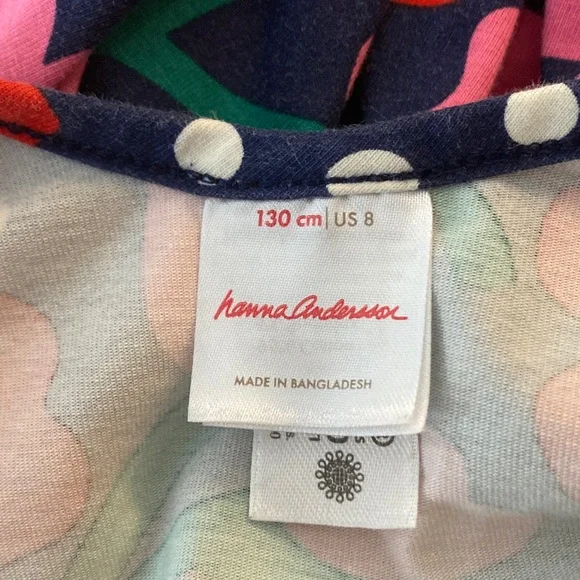 130 cm | US 8
hanna Andersson
MADE IN BANGLADESH